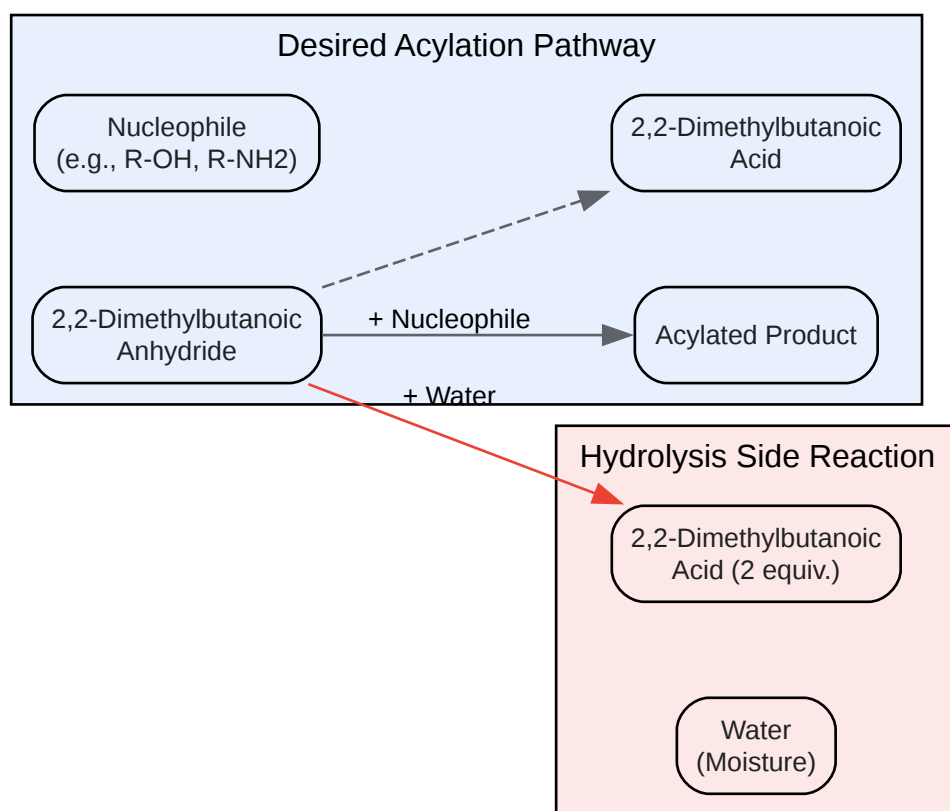 Desired Acylation Pathway
Nucleophile
(e.g., R-OH, R-NH2)
2,2-Dimethylbutanoic
Acid
2,2-Dimethylbutanoic
Anhydride
+ Nucleophile
Acylated Product
+ Water
Hydrolysis Side Reaction
2,2-Dimethylbutanoic
Acid (2 equiv.)
Water
(Moisture)